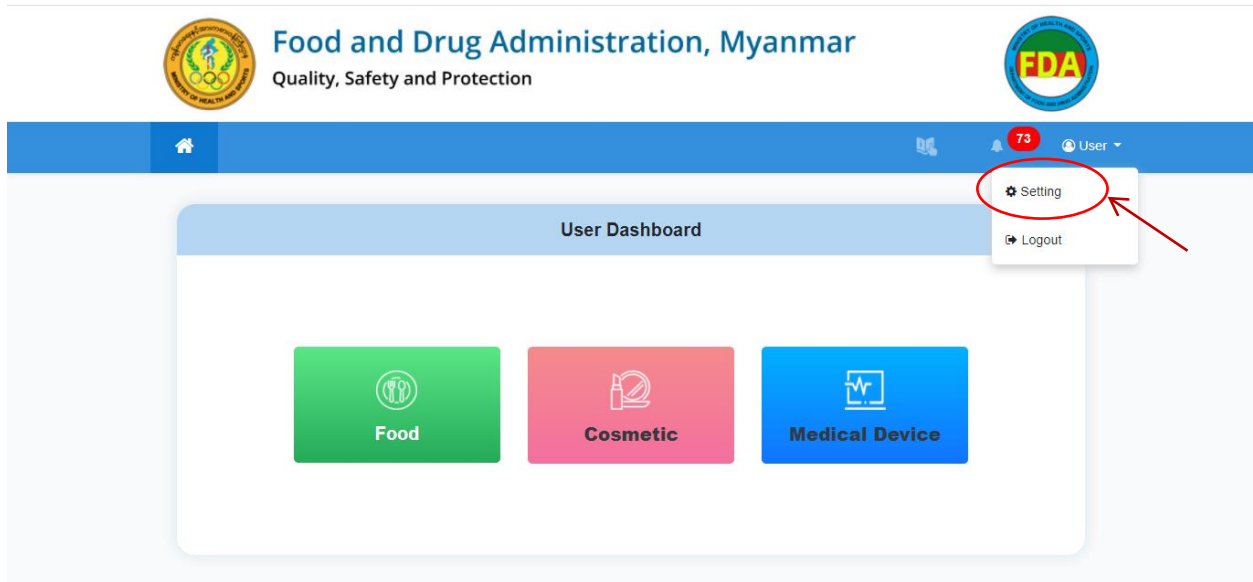 Food and Drug Administration, Myanmar
Quality, Safety and Protection
FDA
73
User
Setting
Logout
User Dashboard
Food
Cosmetic
Medical Device